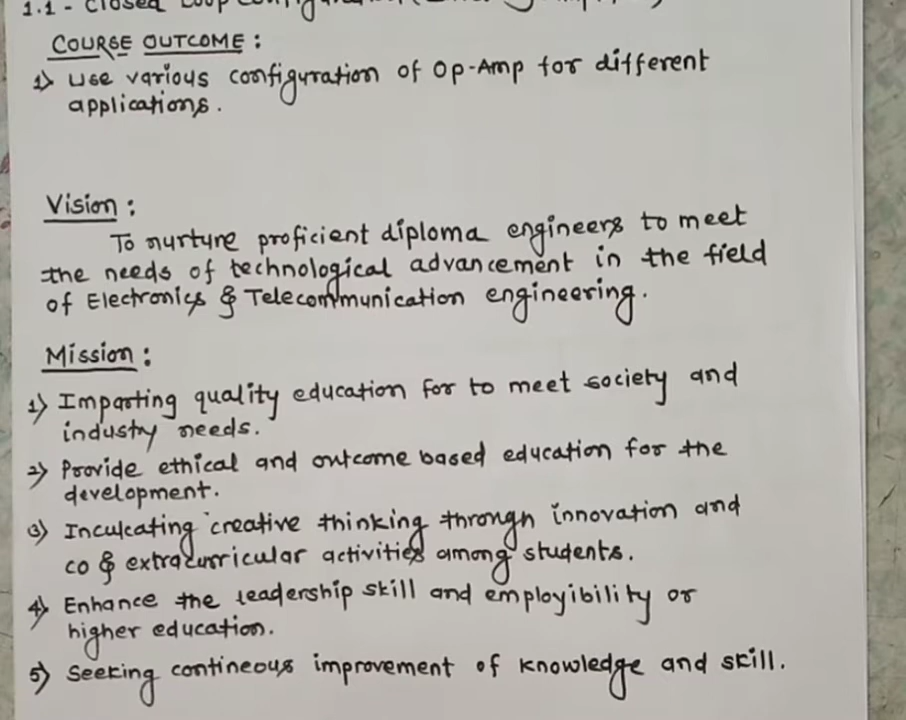 1.1 - Closed Loop
COURSE OUTCOME :
1) Use various configuration of Op-Amp for different
applications.
Vision :
To nurture proficient diploma engineers to meet
the needs of technological advancement in the field
of Electronics & Telecommunication engineering.
Mission :
1) Imparting quality education for to meet society and
industry needs.
2) Provide ethical and outcome based education for the
development.
3) Inculcating creative thinking through innovation and
co & extracurricular activities among students.
4) Enhance the leadership skill and employibility or
higher education.
5) Seeking contineous improvement of knowledge and skill.